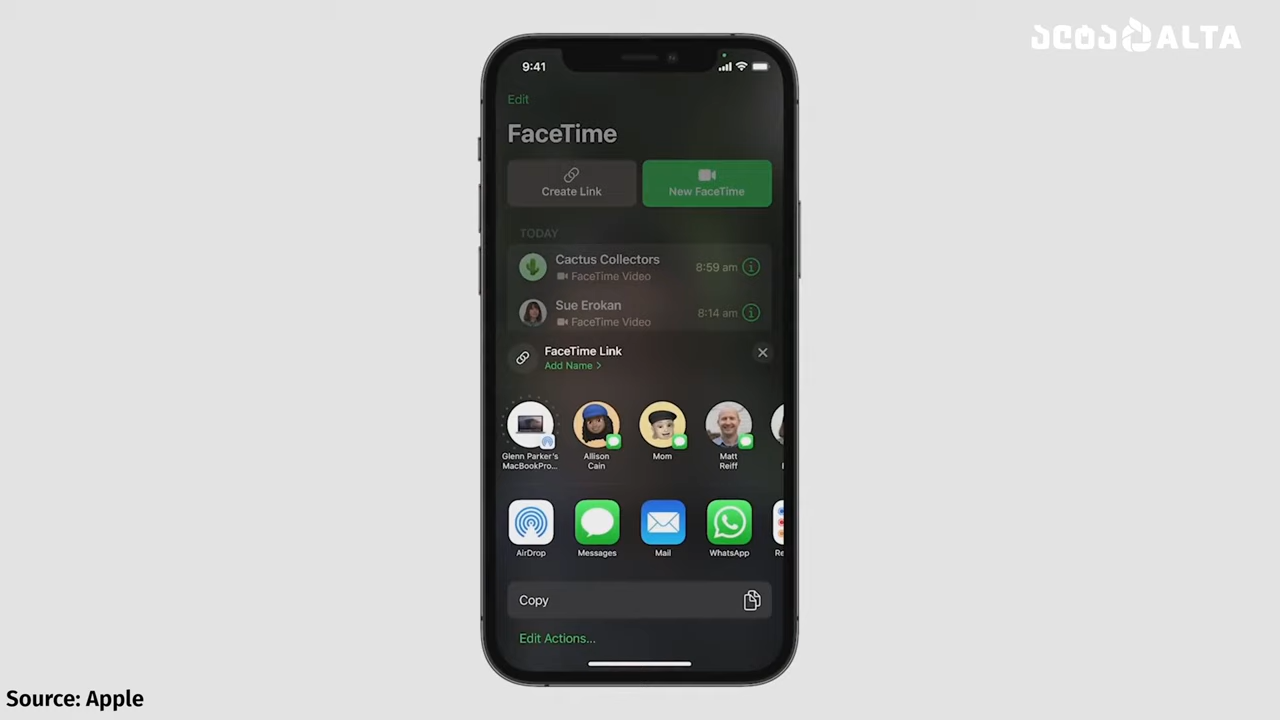 ალტა ALTA
9:41
Edit
FaceTime
Create Link
New FaceTime
TODAY
Cactus Collectors
FaceTime Video
8:59 am
Sue Erokan
FaceTime Video
8:14 am
FaceTime Link
Add Name >
Glenn Parker's
MacBookPro...
Allison
Cain
Mom
Matt
Reiff
AirDrop
Messages
Mail
WhatsApp
Re
Copy
Edit Actions...
Source: Apple